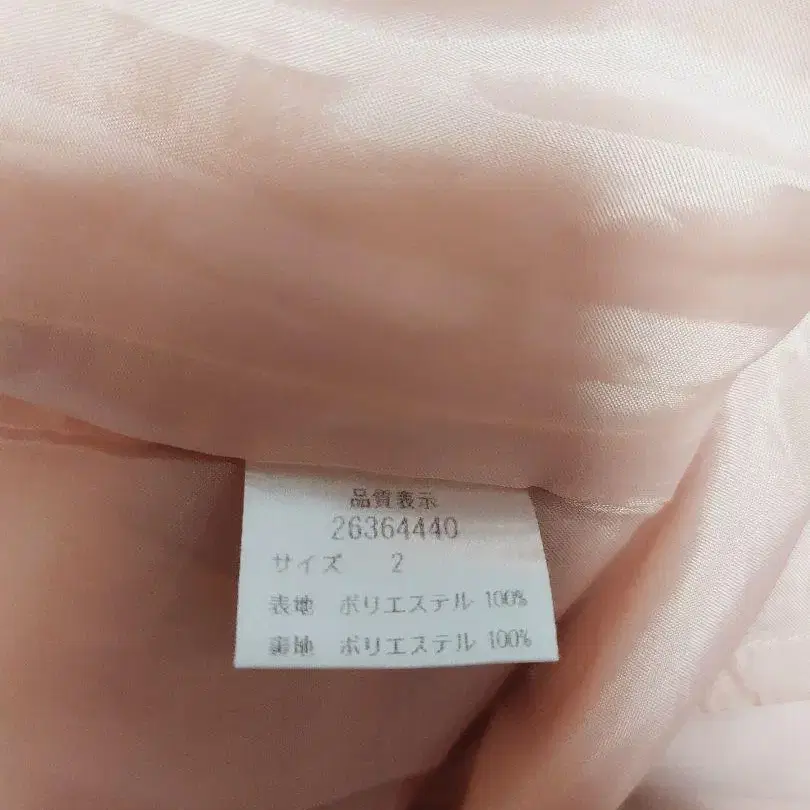 品質表示
26364440
サイズ 2
表地 ポリエステル 100%
裏地 ポリエステル 100%